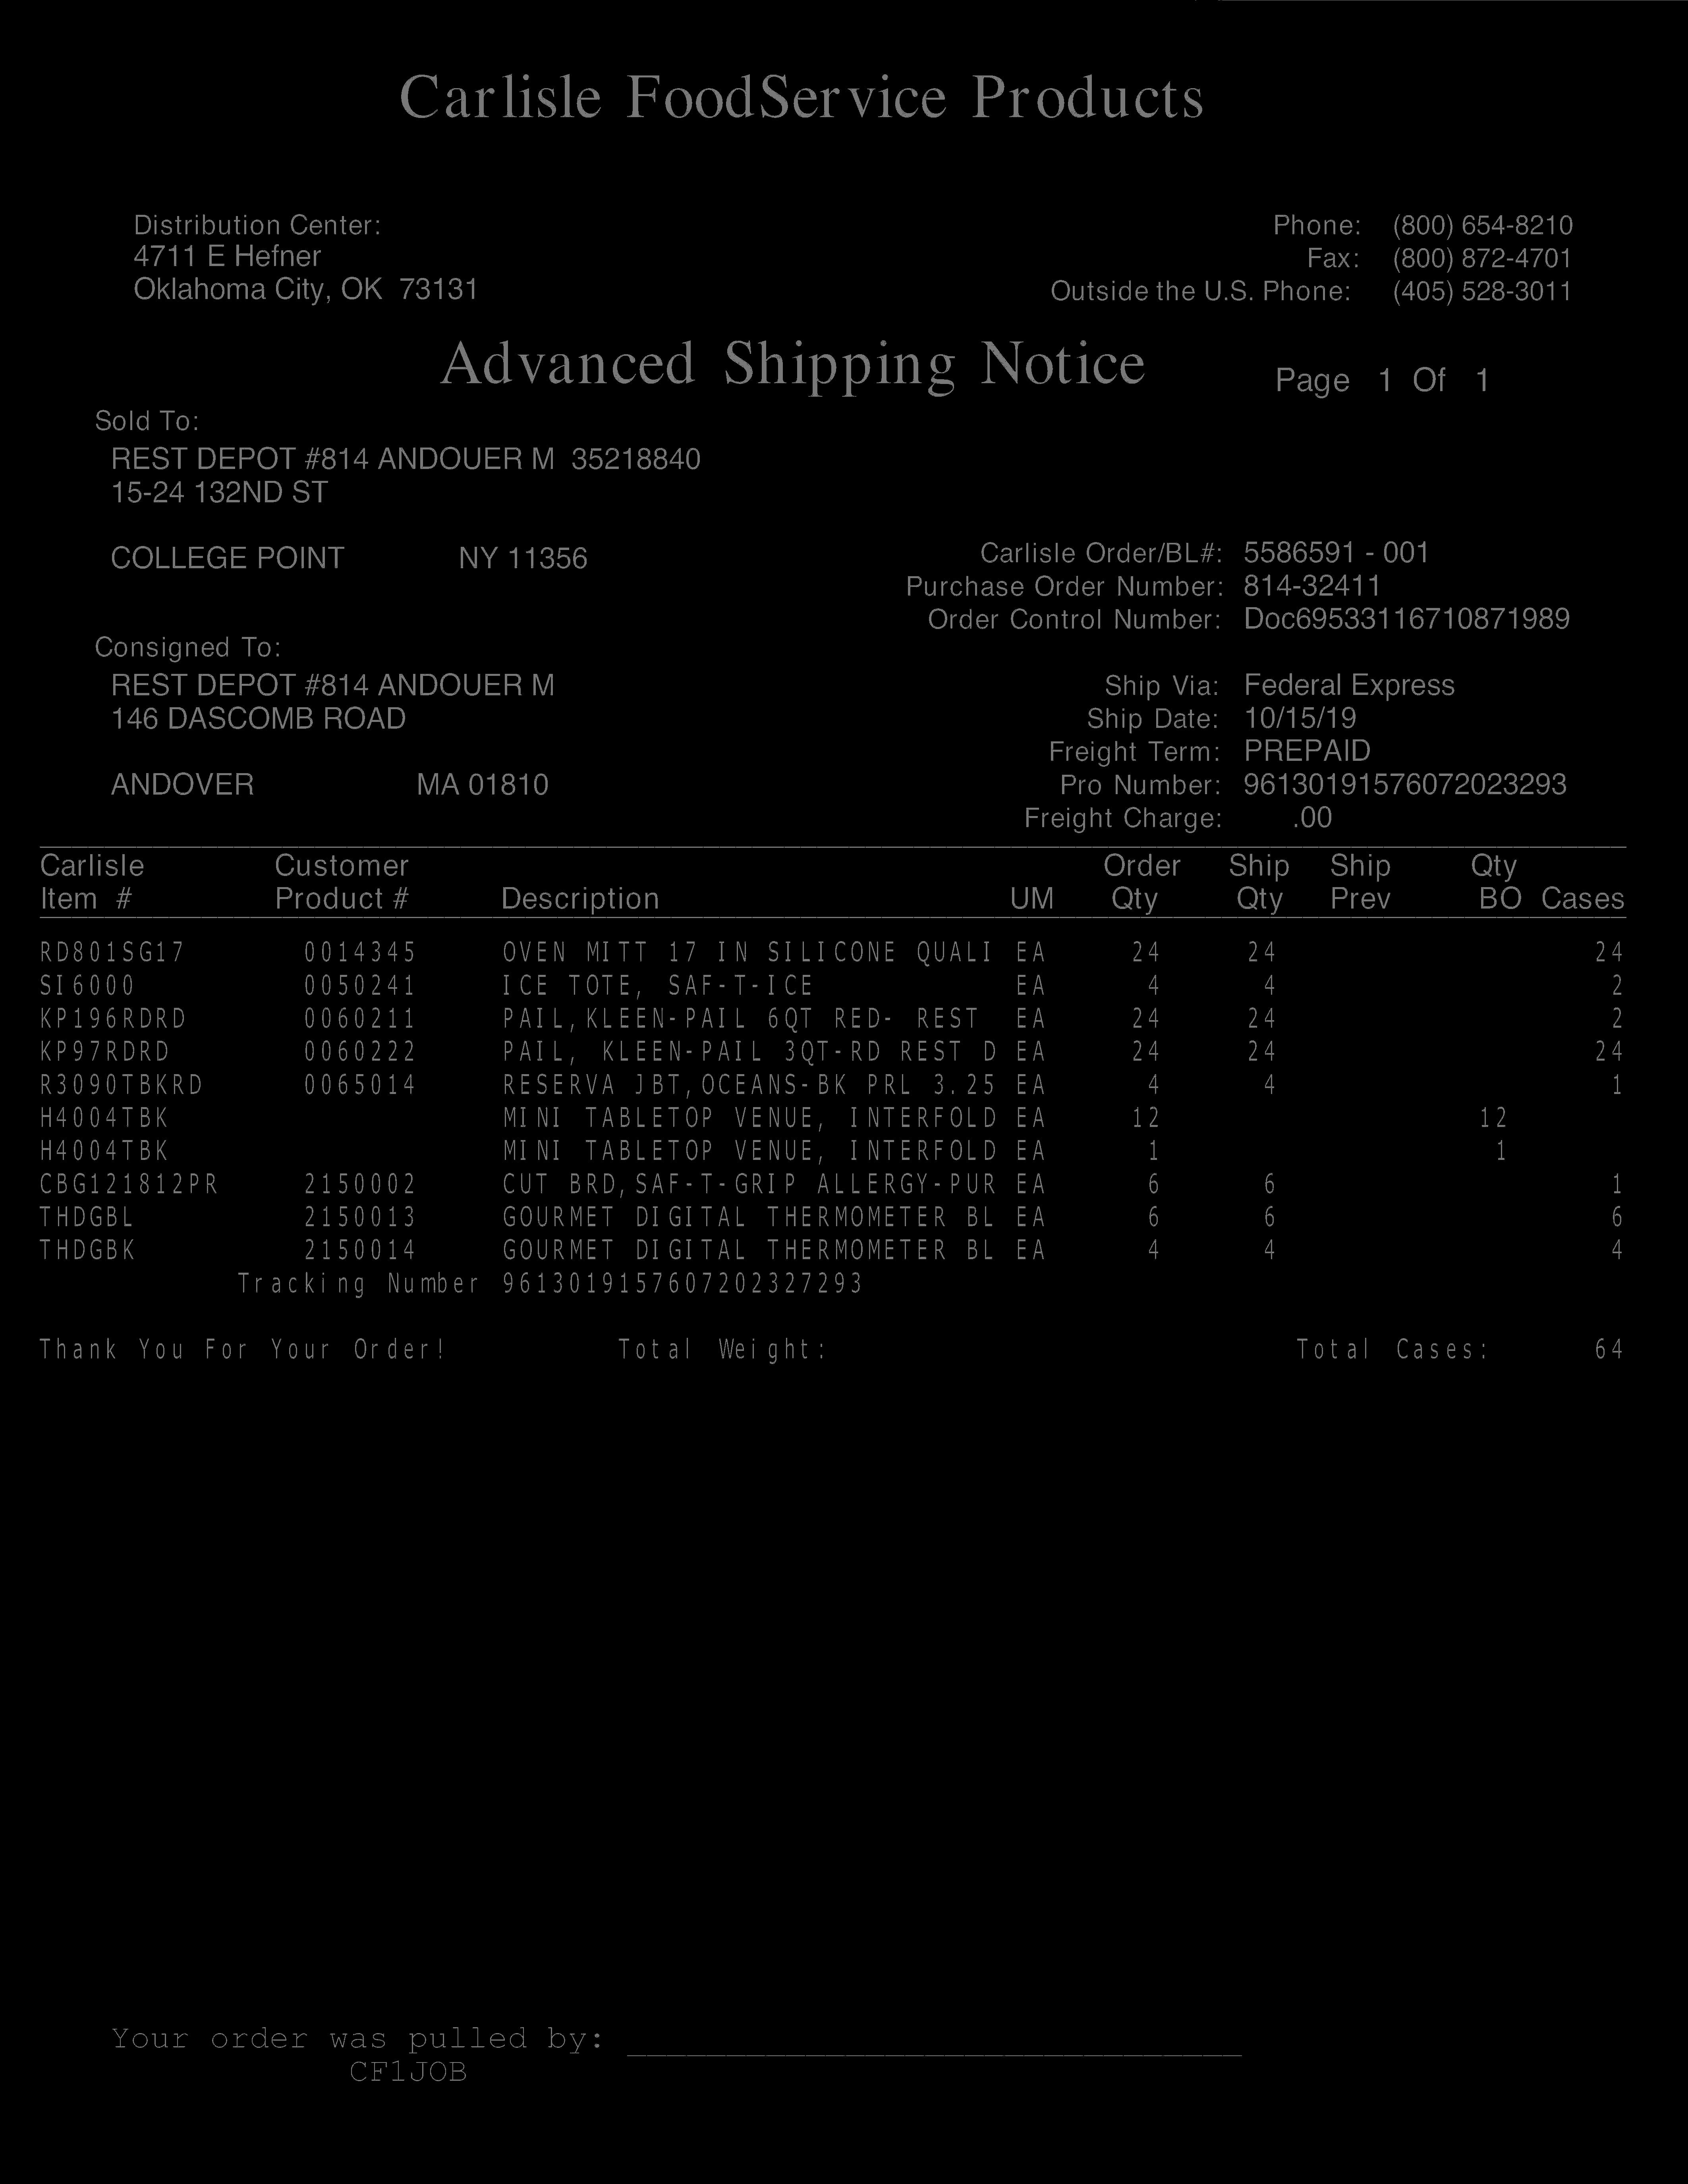 Carlisle FoodService Products
Distribution Center:
4711 E Hefner
Oklahoma City, OK 73131
Phone: (800) 654-8210
Fax: (800) 872-4701
Outside the U.S. Phone: (405) 528-3011
Advanced Shipping Notice
Page 1 Of 1
Sold To:
REST DEPOT #814 ANDOUER M 35218840
15-24 132ND ST
COLLEGE POINT NY 11356
Carlisle Order/BL#: 5586591 - 001
Purchase Order Number: 814-32411
Order Control Number: Doc69533116710871989
Consigned To:
REST DEPOT #814 ANDOUER M
146 DASCOMB ROAD
ANDOVER MA 01810
Ship Via: Federal Express
Ship Date: 10/15/19
Freight Term: PREPAID
Pro Number: 96130191576072023293
Freight Charge: .00
Carlisle Customer Order Ship Ship Qty
Item # Product # Description UM Qty Qty Prev BO Cases
RD801SG17 0014345 OVEN MITT 17 IN SILICONE QUALI EA 24 24 24
SI6000 0050241 ICE TOTE, SAF-T-ICE EA 4 4 2
KP196RDRD 0060211 PAIL,KLEEN-PAIL 6QT RED- REST EA 24 24 2
KP97RDRD 0060222 PAIL, KLEEN-PAIL 3QT-RD REST D EA 24 24 24
R3090TBKRD 0065014 RESERVA JBT,OCEANS-BK PRL 3.25 EA 4 4 1
H4004TBK MINI TABLETOP VENUE, INTERFOLD EA 12 12
H4004TBK MINI TABLETOP VENUE, INTERFOLD EA 1 1
CBG121812PR 2150002 CUT BRD,SAF-T-GRIP ALLERGY-PUR EA 6 6 1
THDGBL 2150013 GOURMET DIGITAL THERMOMETER BL EA 6 6 6
THDGBK 2150014 GOURMET DIGITAL THERMOMETER BL EA 4 4 4
Tracking Number 9613019157607202327293
Thank You For Your Order! Total Weight: Total Cases: 64
Your order was pulled by:
CF1JOB